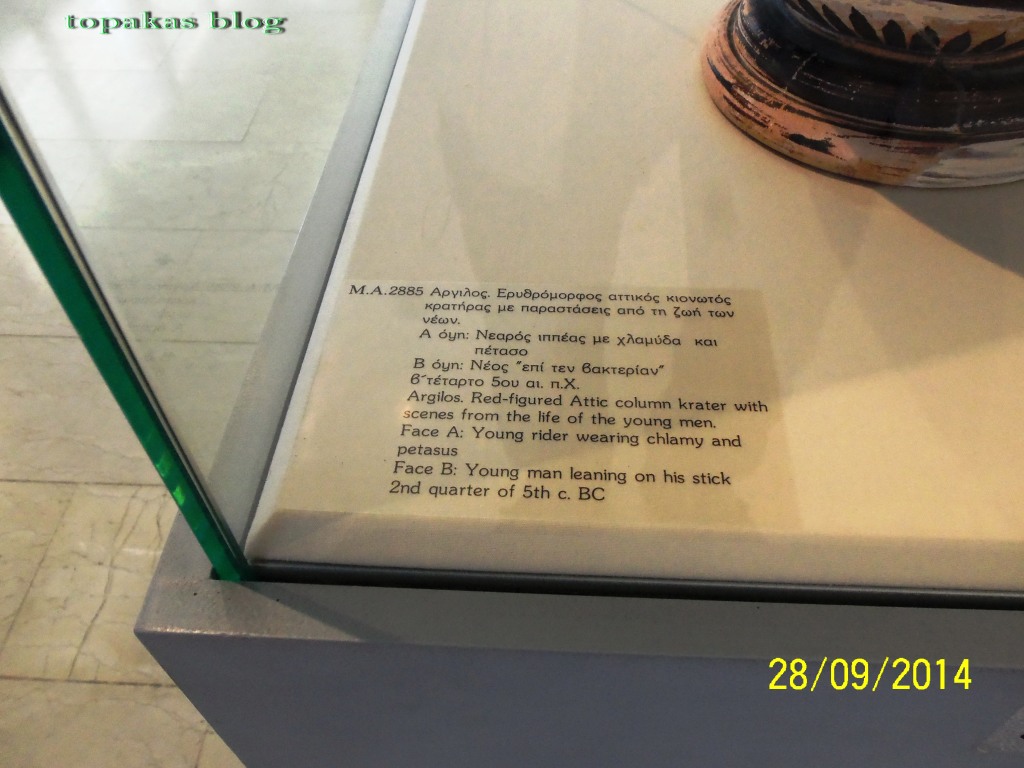 topakas blog
M.A.2885 Αργιλος. Ερυθρόμορφος αττικός κιονωτός
κρατήρας με παραστάσεις από τη ζωή των
νέων.
Α όψη: Νεαρός ιππέας με χλαμύδα και
πέτασο
Β όψη: Νέος "επί τεν βακτερίαν"
β΄τέταρτο 5ου αι. π.Χ.
Argilos. Red-figured Attic column krater with
scenes from the life of the young men.
Face A: Young rider wearing chlamy and
petasus
Face B: Young man leaning on his stick
2nd quarter of 5th c. BC
28/09/2014